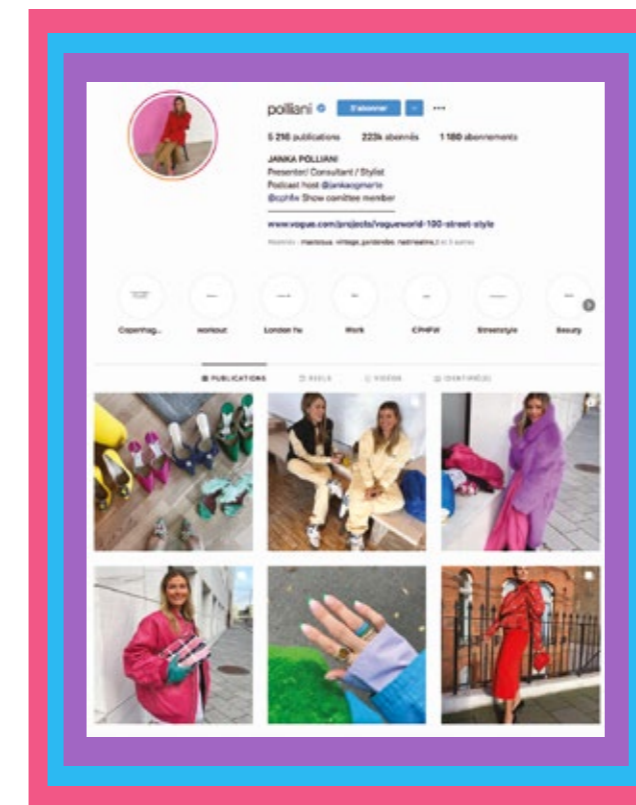 polliani S'abonner
5 216 publications 223k abonnés 1 180 abonnements
JANKA POLLIANI
Presenter/ Consultant / Stylist
Podcast host @jankaogmarie
@cphfw Show comittee member
www.vogue.com/projects/vogueworld-100-street-style
Copenhag... workout London fw Work CPHFW Streetstyle Beauty
PUBLICATIONS REELS VIDÉOS IDENTIFIÉ(E)